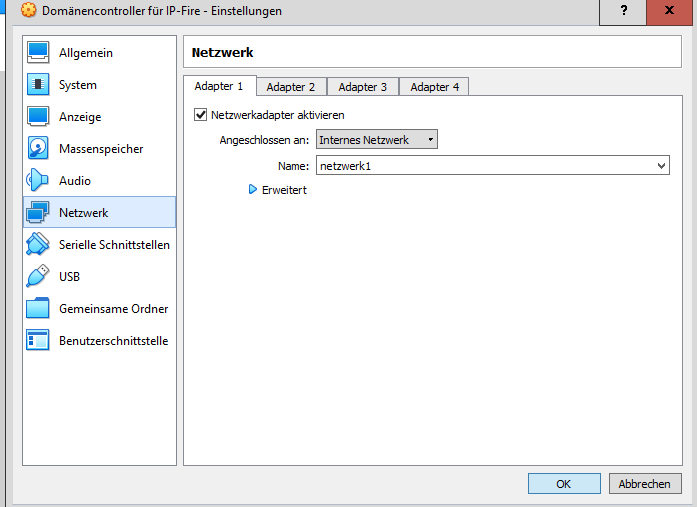 Domänencontroller für IP-Fire - Einstellungen ? x
Allgemein
System
Anzeige
Massenspeicher
Audio
Netzwerk
Serielle Schnittstellen
USB
Gemeinsame Ordner
Benutzerschnittstelle
Netzwerk
Adapter 1 Adapter 2 Adapter 3 Adapter 4
Netzwerkadapter aktivieren
Angeschlossen an: Internes Netzwerk
Name: netzwerk1
Erweitert
OK Abbrechen